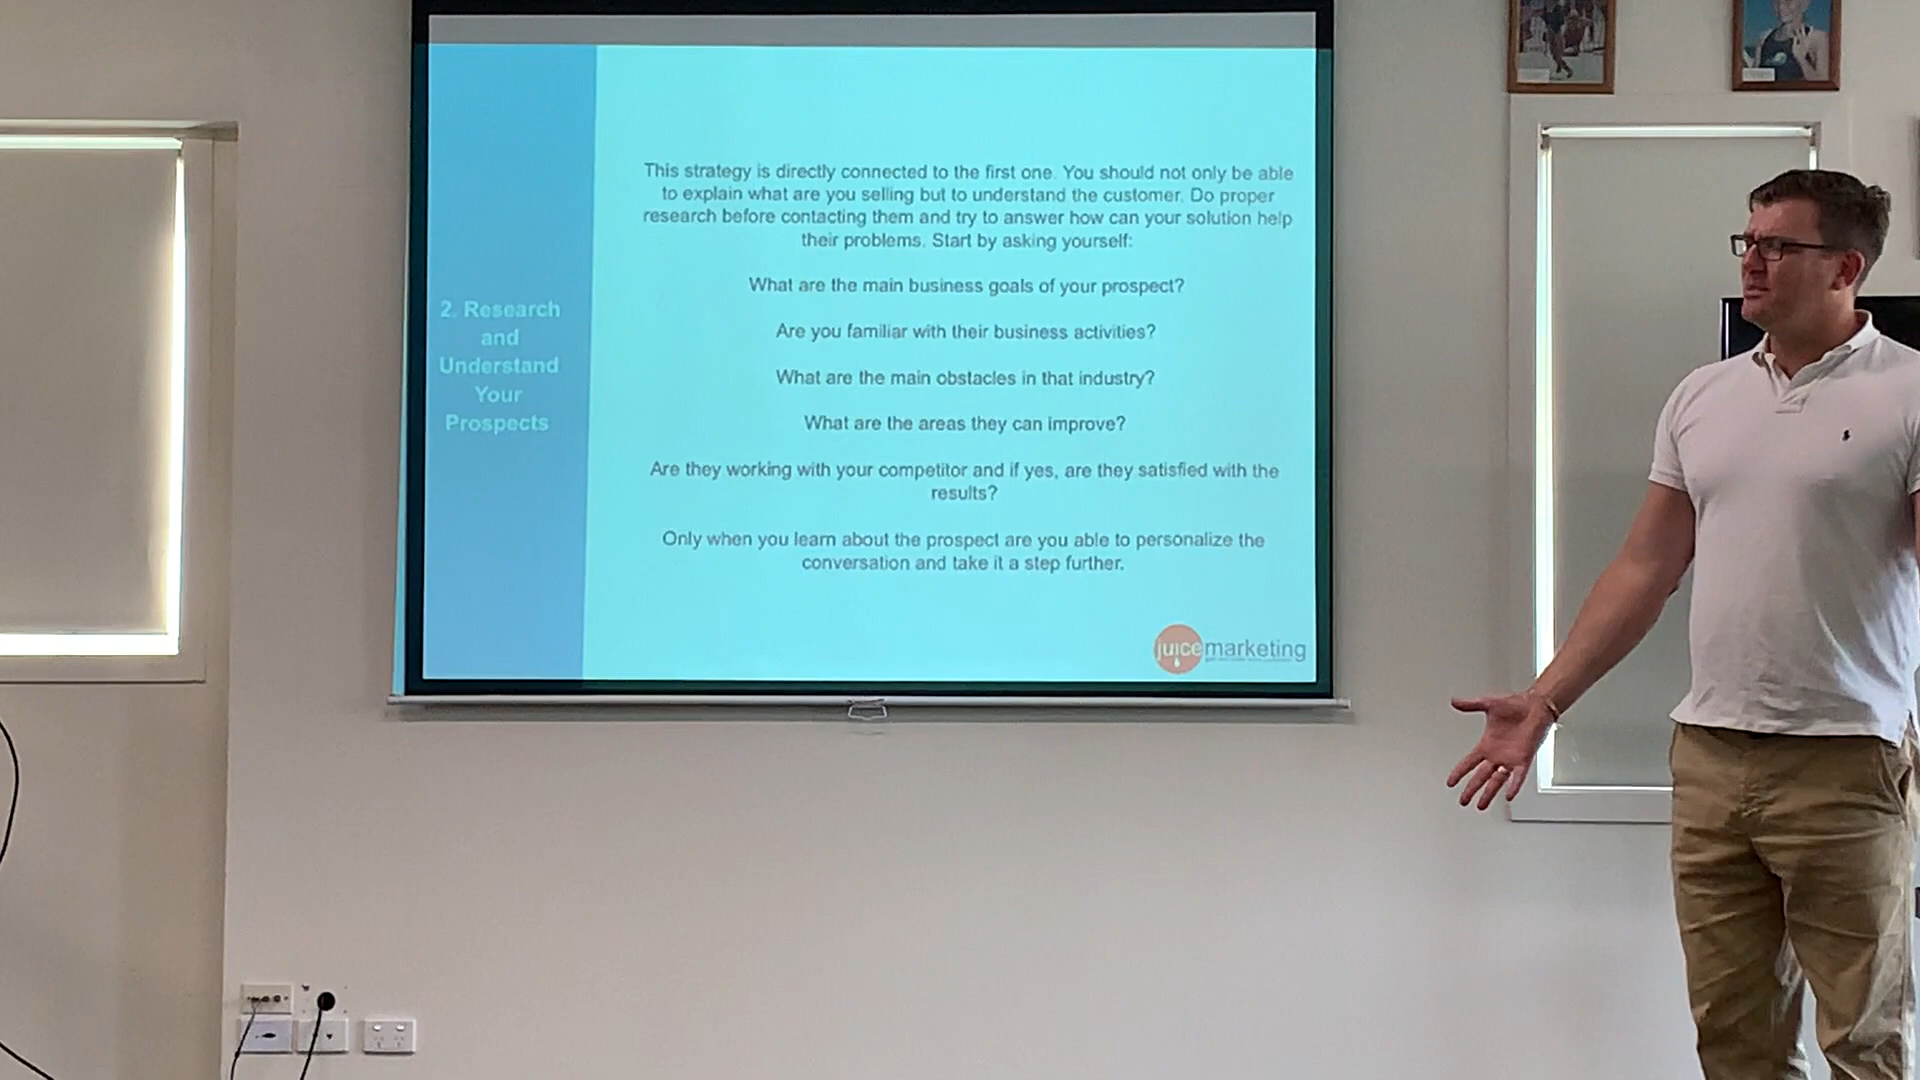 2. Research
and
Understand
Your
Prospects
This strategy is directly connected to the first one. You should not only be able
to explain what are you selling but to understand the customer. Do proper
research before contacting them and try to answer how can your solution help
their problems. Start by asking yourself:
What are the main business goals of your prospect?
Are you familiar with their business activities?
What are the main obstacles in that industry?
What are the areas they can improve?
Are they working with your competitor and if yes, are they satisfied with the
results?
Only when you learn about the prospect are you able to personalize the
conversation and take it a step further.
juicemarketing